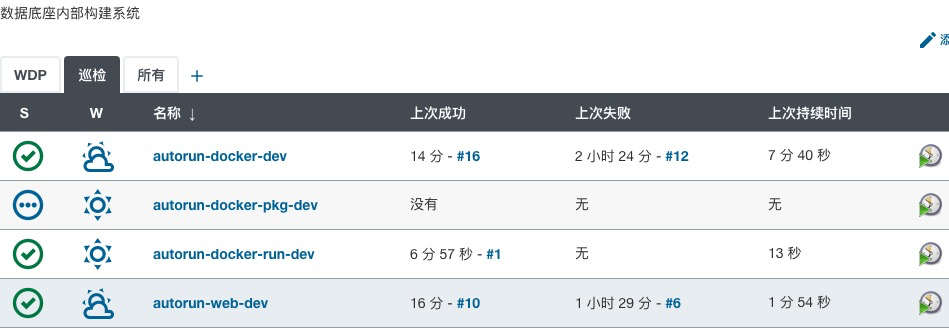 数据底座内部构建系统
添
WDP 巡检 所有 +
S W 名称 ↓ 上次成功 上次失败 上次持续时间
autorun-docker-dev 14 分 - #16 2 小时 24 分 - #12 7 分 40 秒
autorun-docker-pkg-dev 没有 无 无
autorun-docker-run-dev 6 分 57 秒 - #1 无 13 秒
autorun-web-dev 16 分 - #10 1 小时 29 分 - #6 1 分 54 秒